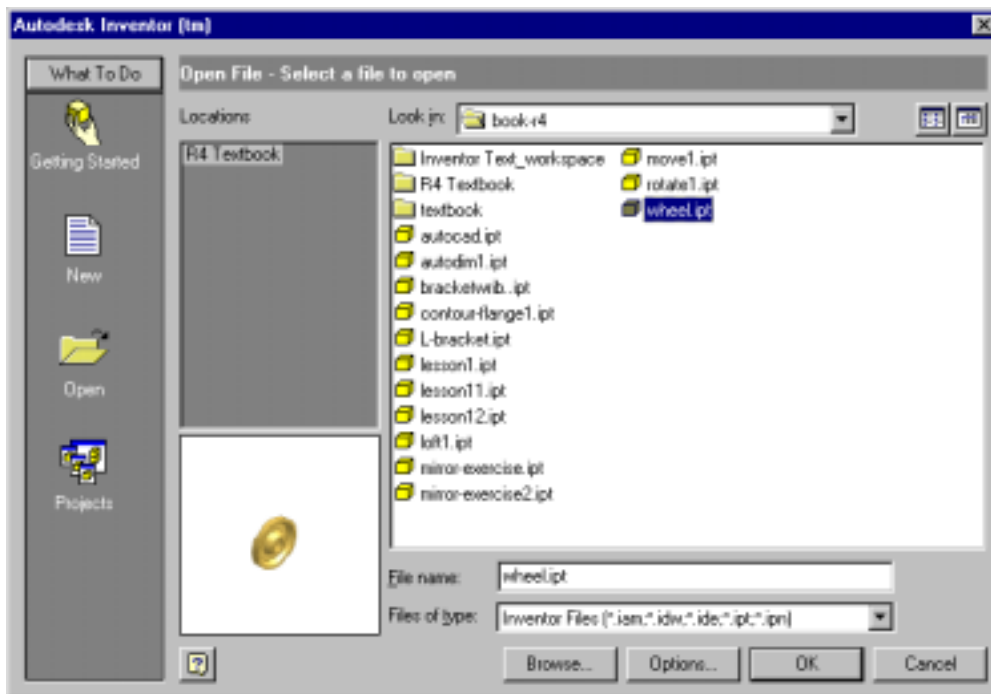 Autodesk Inventor (tm)
What To Do
Getting Started
New
Open
Projects
Open File - Select a file to open
Locations
R4 Textbook
Look in: book-r4
Inventor Text_workspace
R4 Textbook
textbook
autocad.ipt
autodim1.ipt
bracketwrib..ipt
contour-flange1.ipt
L-bracket.ipt
lesson1.ipt
lesson11.ipt
lesson12.ipt
loft1.ipt
mirror-exercise.ipt
mirror-exercise2.ipt
move1.ipt
rotate1.ipt
wheel.ipt
File name: wheel.ipt
Files of type: Inventor Files (*.iam;*.idw;*.ide;*.ipt;*.ipn)
Browse... Options... OK Cancel